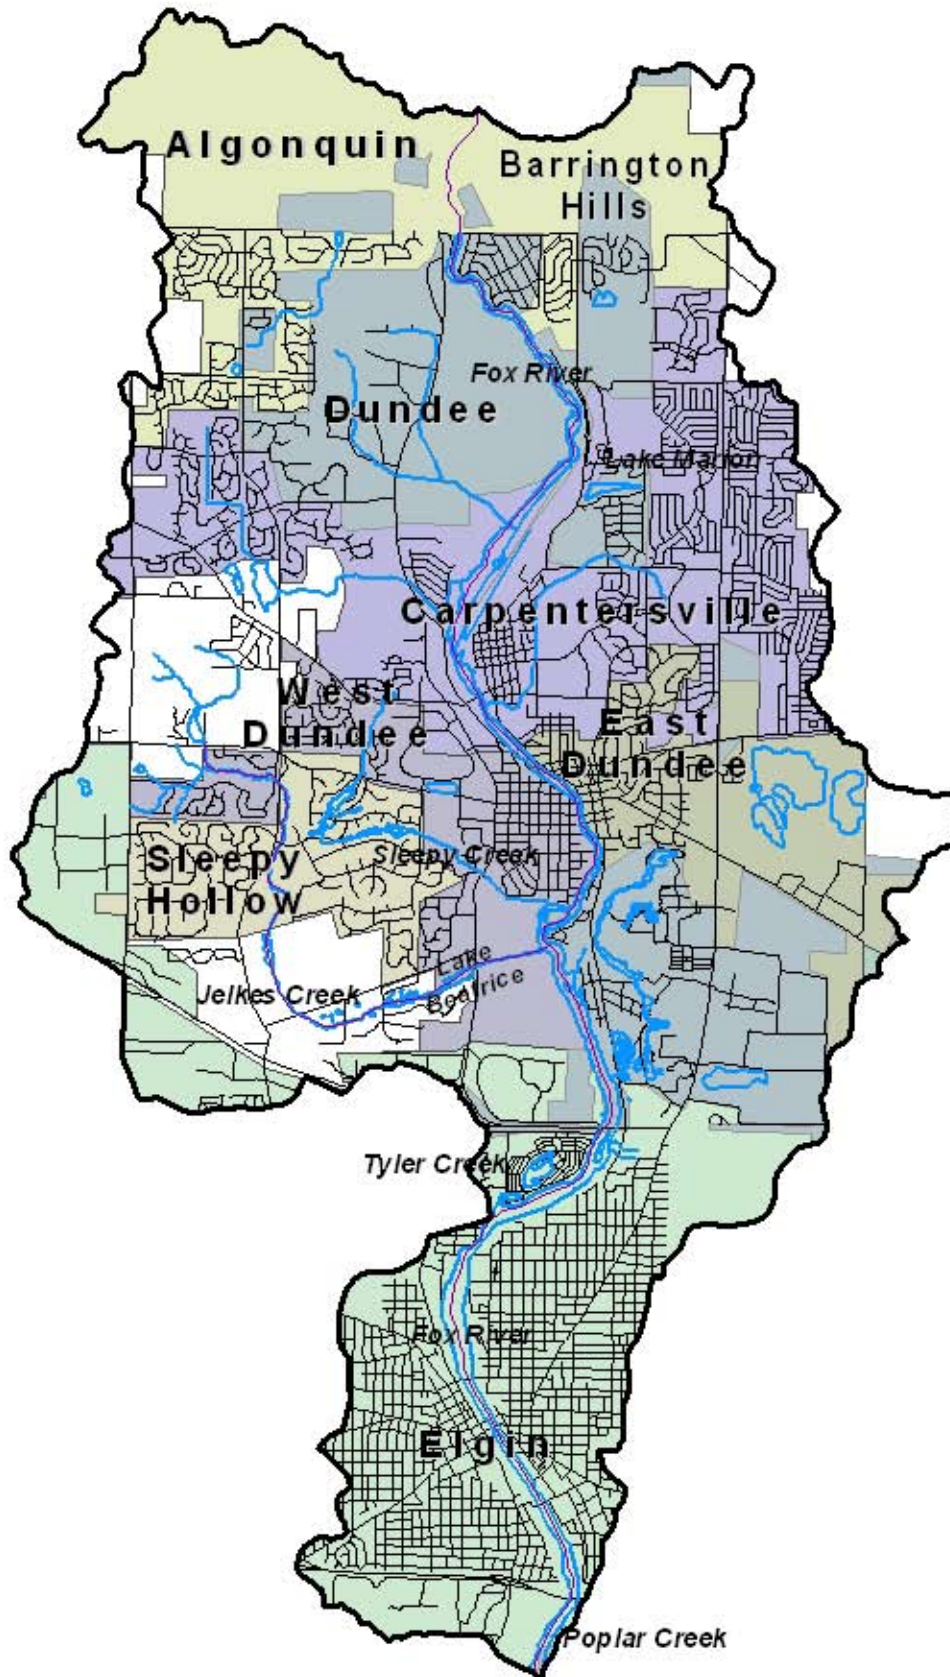 Algonquin
Barrington
Hills
Fox River
Dundee
Lake Marion
Carpentersville
West
Dundee
East
Dundee
Sleepy
Hollow
Sleepy Creek
Lake
Beatrice
Jelkes Creek
Tyler Creek
Fox River
Elgin
Poplar Creek